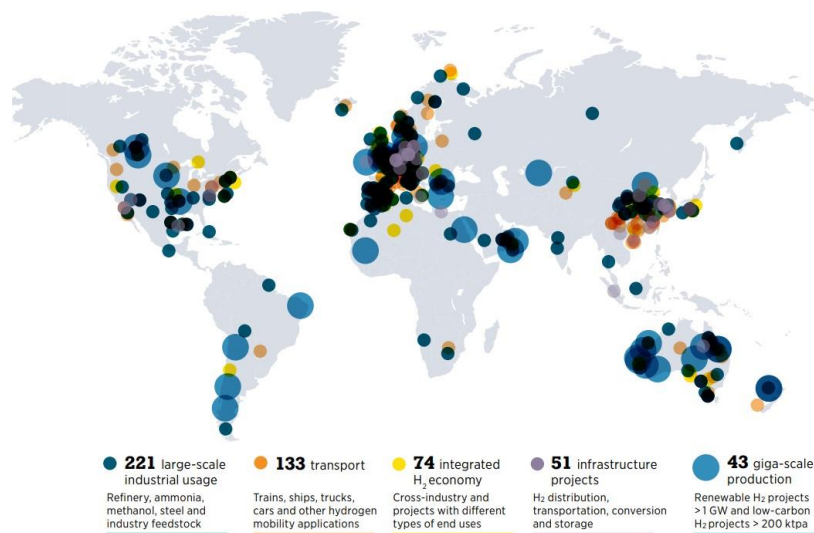 221 large-scale
industrial usage
Refinery, ammonia,
methanol, steel and
industry feedstock
133 transport
Trains, ships, trucks,
cars and other hydrogen
mobility applications
74 integrated
H₂ economy
Cross-industry and
projects with different
types of end uses
51 infrastructure
projects
H₂ distribution,
transportation, conversion
and storage
43 giga-scale
production
Renewable H₂ projects
>1 GW and low-carbon
H₂ projects > 200 ktpa